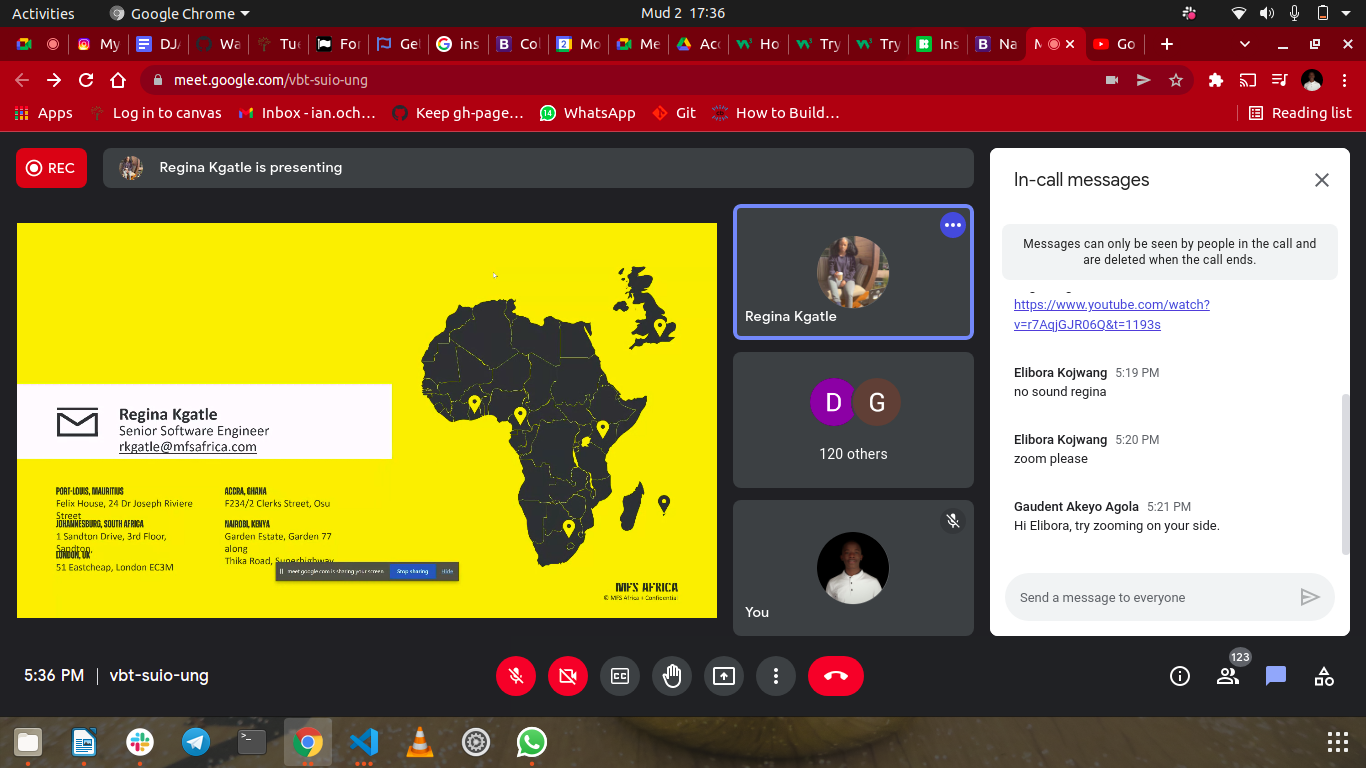 Activities
Google Chrome
Mud 2 17:36
My
DJ
Wa
Tue
For
Get
ins
Col
Mo
Me
Acc
Ho
Try
Try
Ins
Na
M
Go
meet.google.com/vbt-suio-ung
Apps
Log in to canvas
Inbox - ian.och…
Keep gh-page…
14
WhatsApp
Git
How to Build…
Reading list
REC
Regina Kgatle is presenting
Regina Kgatle
Senior Software Engineer
rkgatle@mfsafrica.com
PORT-LOUIS, MAURITIUS
Felix House, 24 Dr Joseph Riviere
Street
JOHANNESBURG, SOUTH AFRICA
1 Sandton Drive, 3rd Floor,
Sandton,
LONDON, UK
51 Eastcheap, London EC3M
ACCRA, GHANA
F234/2 Clerks Street, Osu
NAIROBI, KENYA
Garden Estate, Garden 77
along
Thika Road, Superhighway
meet.google.com is sharing your screen
Stop sharing
Hide
MFS AFRICA
© MFS Africa • Confidential
Regina Kgatle
D
G
120 others
You
In-call messages
Messages can only be seen by people in the call and
are deleted when the call ends.
https://www.youtube.com/watch?
v=r7AqjGJR06Q&t=1193s
Elibora Kojwang 5:19 PM
no sound regina
Elibora Kojwang 5:20 PM
zoom please
Gaudent Akeyo Agola 5:21 PM
Hi Elibora, try zooming on your side.
Send a message to everyone
5:36 PM | vbt-suio-ung
123